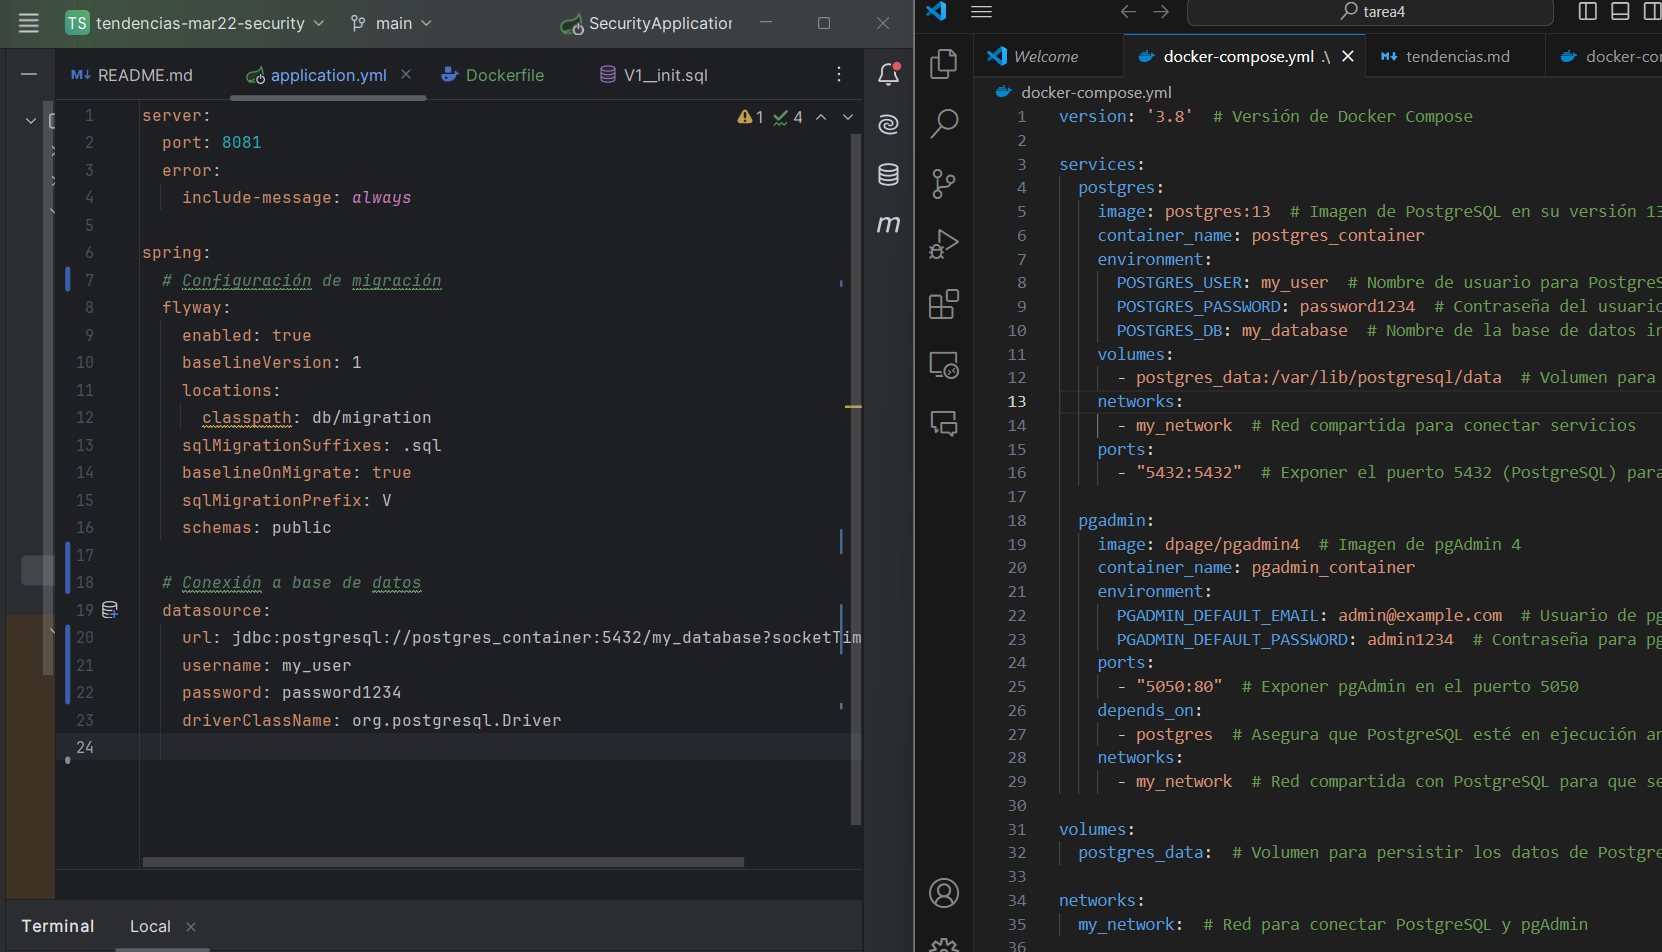 TS tendencias-mar22-security main SecurityApplication
README.md application.yml Dockerfile V1__init.sql
1 4
1 server:
2 port: 8081
3 error:
4 include-message: always
5
6 spring:
7 # Configuración de migración
8 flyway:
9 enabled: true
10 baselineVersion: 1
11 locations:
12 classpath: db/migration
13 sqlMigrationSuffixes: .sql
14 baselineOnMigrate: true
15 sqlMigrationPrefix: V
16 schemas: public
17
18 # Conexión a base de datos
19 datasource:
20 url: jdbc:postgresql://postgres_container:5432/my_database?socketTim
21 username: my_user
22 password: password1234
23 driverClassName: org.postgresql.Driver
24
Terminal Local
tarea4
Welcome docker-compose.yml .\ tendencias.md docker-co
docker-compose.yml
1 version: '3.8' # Versión de Docker Compose
2
3 services:
4 postgres:
5 image: postgres:13 # Imagen de PostgreSQL en su versión 13
6 container_name: postgres_container
7 environment:
8 POSTGRES_USER: my_user # Nombre de usuario para PostgreS
9 POSTGRES_PASSWORD: password1234 # Contraseña del usuario
10 POSTGRES_DB: my_database # Nombre de la base de datos in
11 volumes:
12 - postgres_data:/var/lib/postgresql/data # Volumen para
13 networks:
14 - my_network # Red compartida para conectar servicios
15 ports:
16 - "5432:5432" # Exponer el puerto 5432 (PostgreSQL) para
17
18 pgadmin:
19 image: dpage/pgadmin4 # Imagen de pgAdmin 4
20 container_name: pgadmin_container
21 environment:
22 PGADMIN_DEFAULT_EMAIL: admin@example.com # Usuario de pg
23 PGADMIN_DEFAULT_PASSWORD: admin1234 # Contraseña para pg
24 ports:
25 - "5050:80" # Exponer pgAdmin en el puerto 5050
26 depends_on:
27 - postgres # Asegura que PostgreSQL esté en ejecución an
28 networks:
29 - my_network # Red compartida con PostgreSQL para que se
30
31 volumes:
32 postgres_data: # Volumen para persistir los datos de Postgre
33
34 networks:
35 my_network: # Red para conectar PostgreSQL y pgAdmin
36